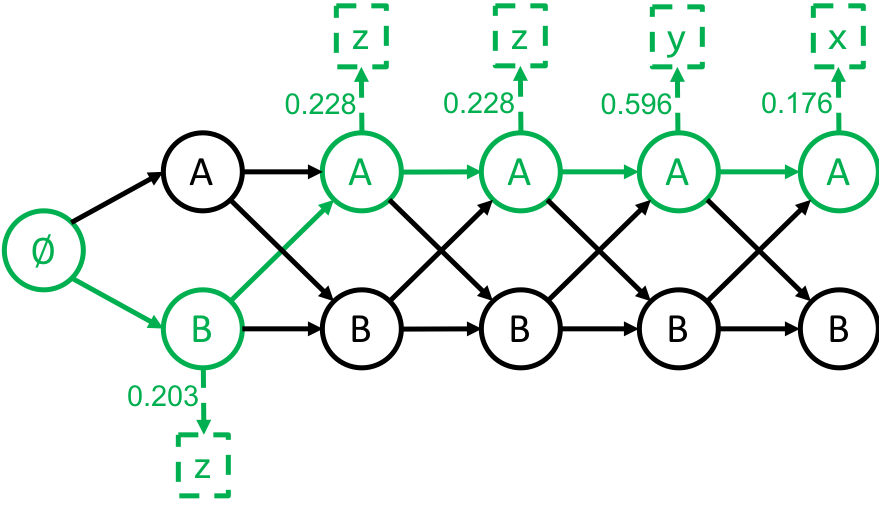 z z y x
0.228 0.228 0.596 0.176
A A A A A
∅
B B B B B
0.203
z